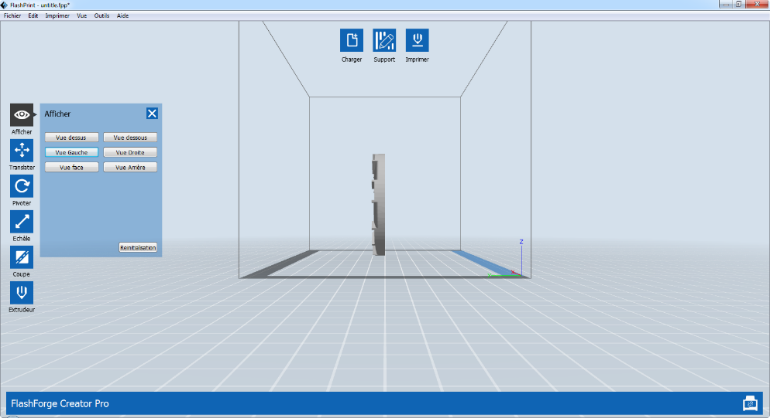 FlashPrint - untitle.fpp*
Fichier Edit Imprimer Vue Outils Aide
Charger Support Imprimer
Afficher
Afficher
Vue dessus Vue dessous
Vue Gauche Vue Droite
Vue face Vue Arrière
Réinitialisation
Translater
Pivoter
Echèle
Coupe
Extrudeur
Z
FlashForge Creator Pro